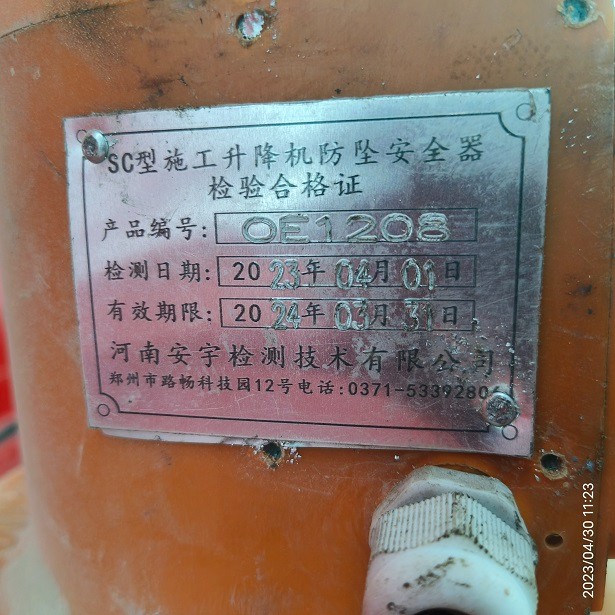 SC型施工升降机防坠安全器
检验合格证
产品编号: OE1208
检测日期: 2023年04月01日
有效期限: 2024年03月31日
河南安宇检测技术有限公司
郑州市路畅科技园12号电话:0371-5339280
2023/04/30 11:23